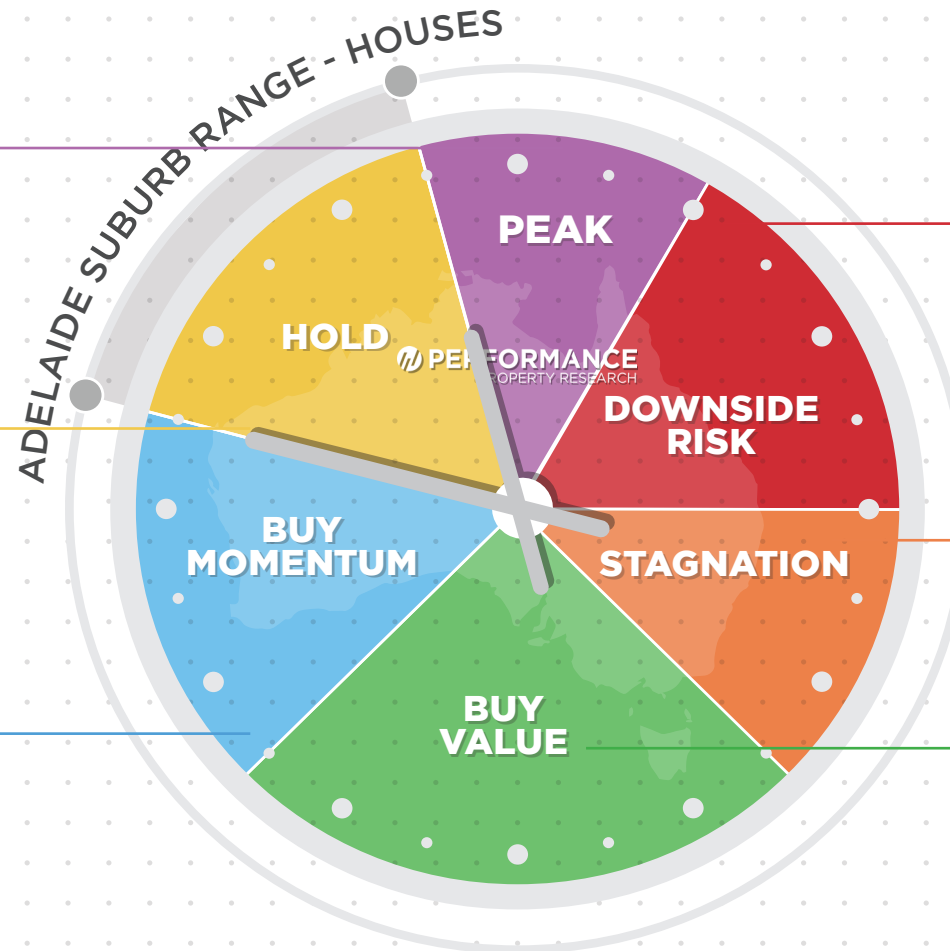 ADELAIDE SUBURB RANGE - HOUSES
PEAK
HOLD
PERFORMANCE
PROPERTY RESEARCH
DOWNSIDE
RISK
BUY
MOMENTUM
STAGNATION
BUY
VALUE